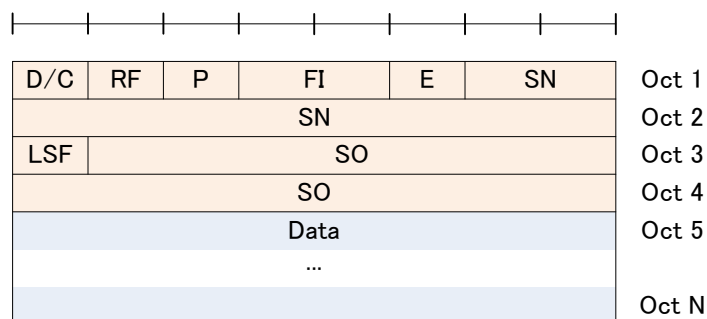 D/C RF P FI E SN Oct 1
SN Oct 2
LSF SO Oct 3
SO Oct 4
Data Oct 5
...
Oct N